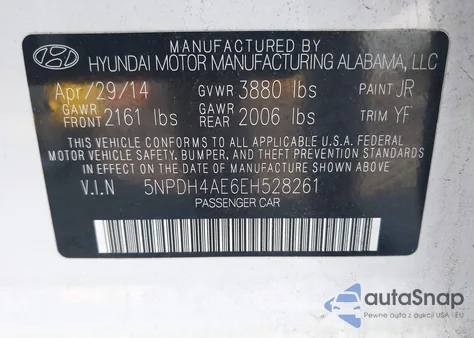 MANUFACTURED BY
HYUNDAI MOTOR MANUFACTURING ALABAMA, LLC
Apr/29/14 GVWR 3880 lbs PAINT JR
GAWR FRONT 2161 lbs GAWR REAR 2006 lbs TRIM YF
THIS VEHICLE CONFORMS TO ALL APPLICABLE U.S.A. FEDERAL
MOTOR VEHICLE SAFETY, BUMPER, AND THEFT PREVENTION STANDARDS
IN EFFECT ON THE DATE OF MANUFACTURE SHOWN ABOVE.
V.I.N 5NPDH4AE6EH528261
PASSENGER CAR
autoSnap
Pewne auta z aukcji USA i EU